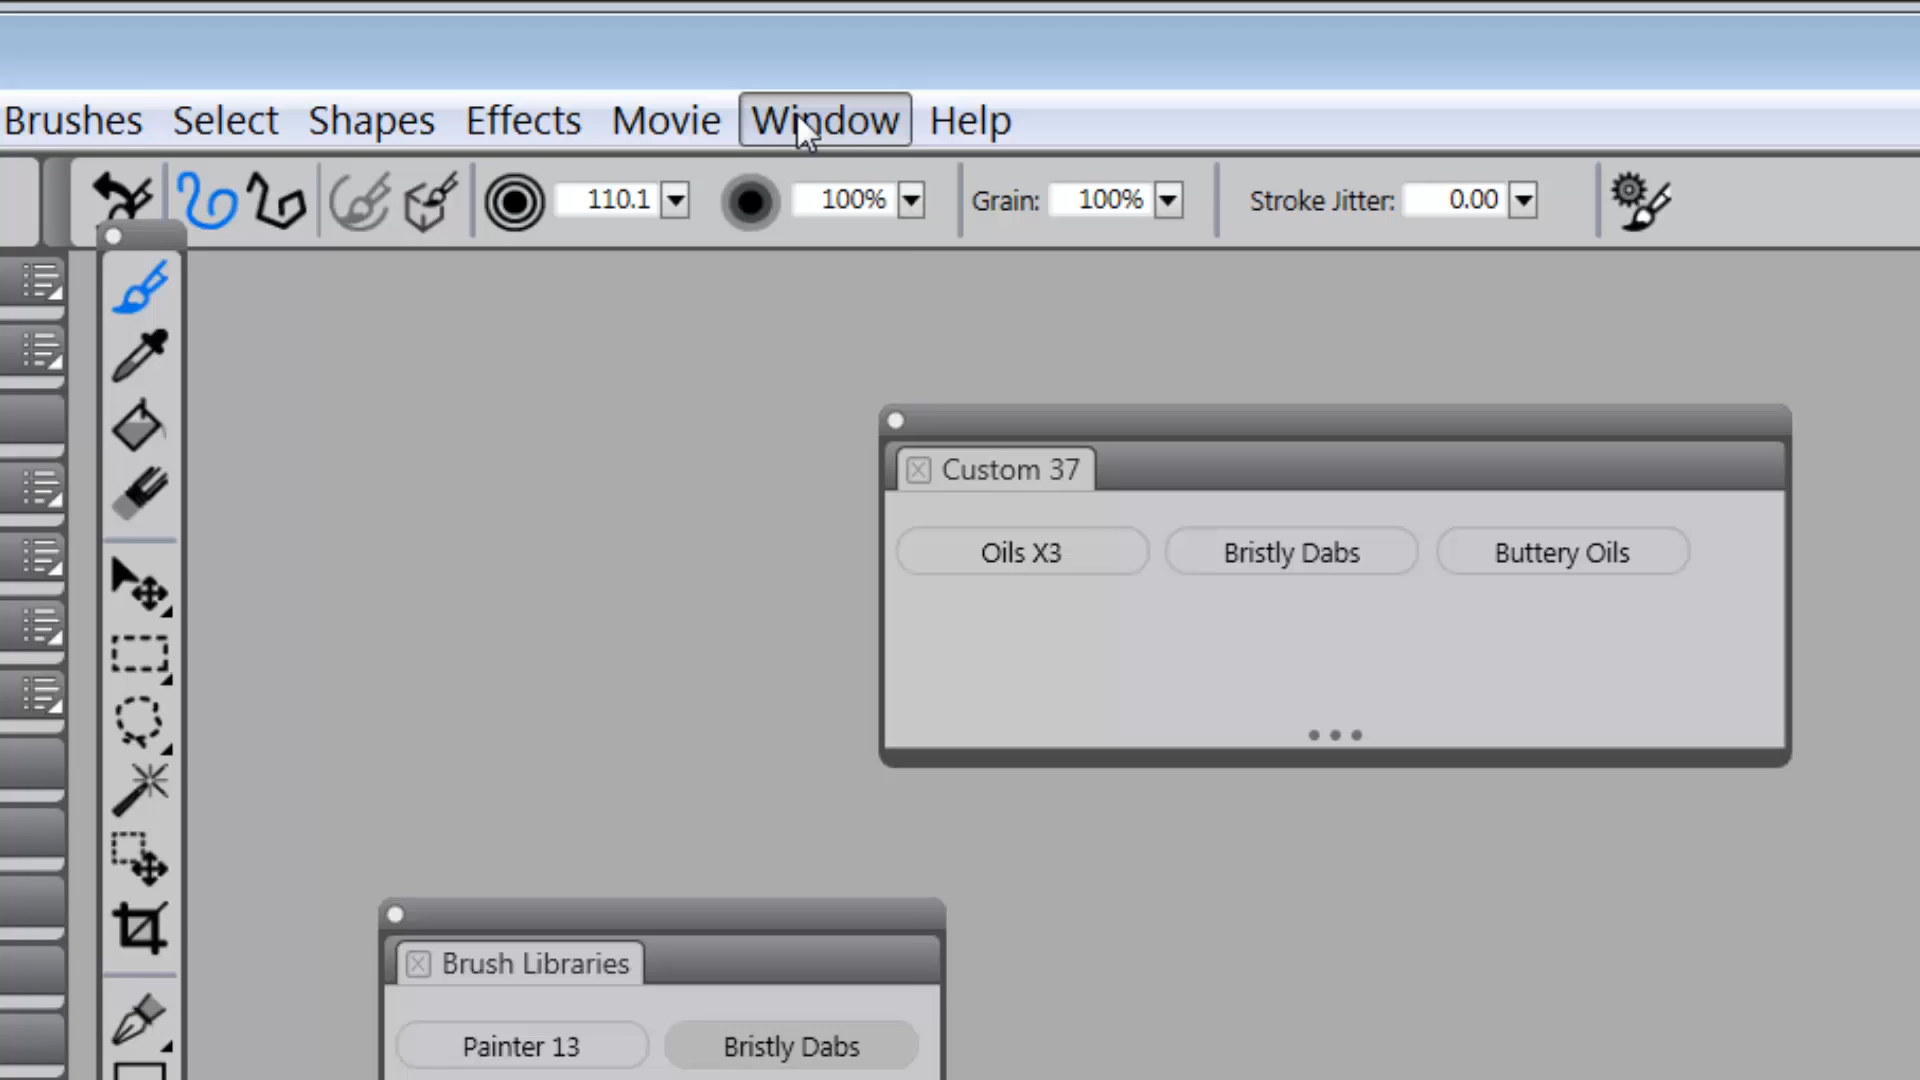 Brushes Select Shapes Effects Movie Window Help
110.1 100% Grain: 100% Stroke Jitter: 0.00
Custom 37
Oils X3 Bristly Dabs Buttery Oils
Brush Libraries
Painter 13 Bristly Dabs